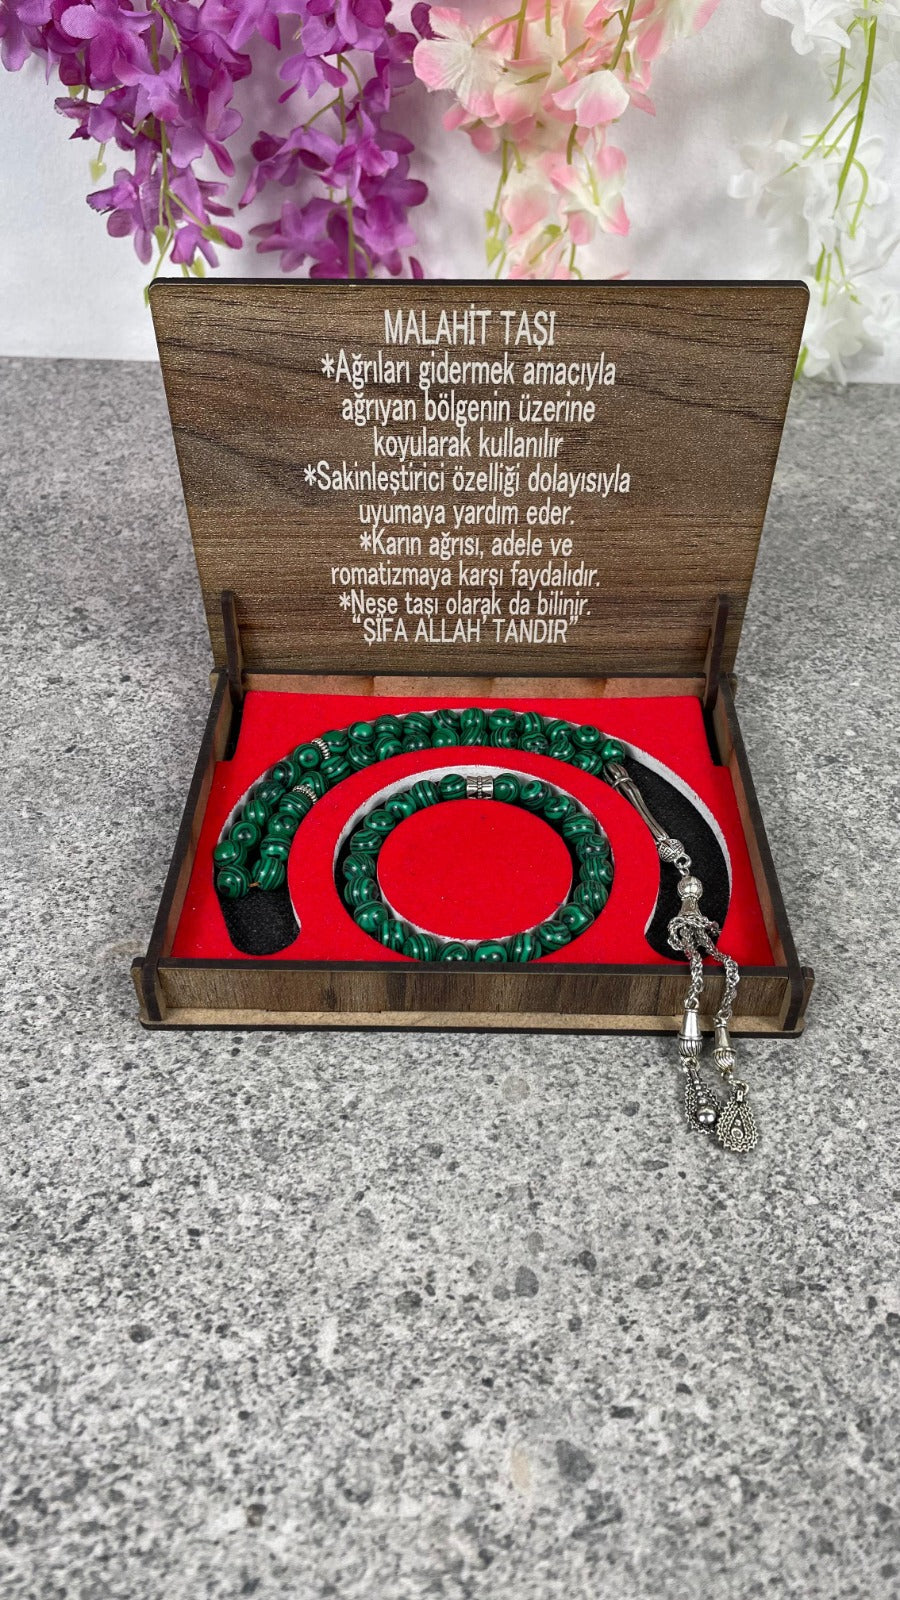 MALAHİT TAŞI
*Ağrıları gidermek amacıyla
ağrıyan bölgenin üzerine
koyularak kullanılır
*Sakinleştirici özelliği dolayısıyla
uyumaya yardım eder.
*Karın ağrısı, adele ve
romatizmaya karşı faydalıdır.
*Neşe taşı olarak da bilinir.
“ŞİFA ALLAH’ TANDIR”